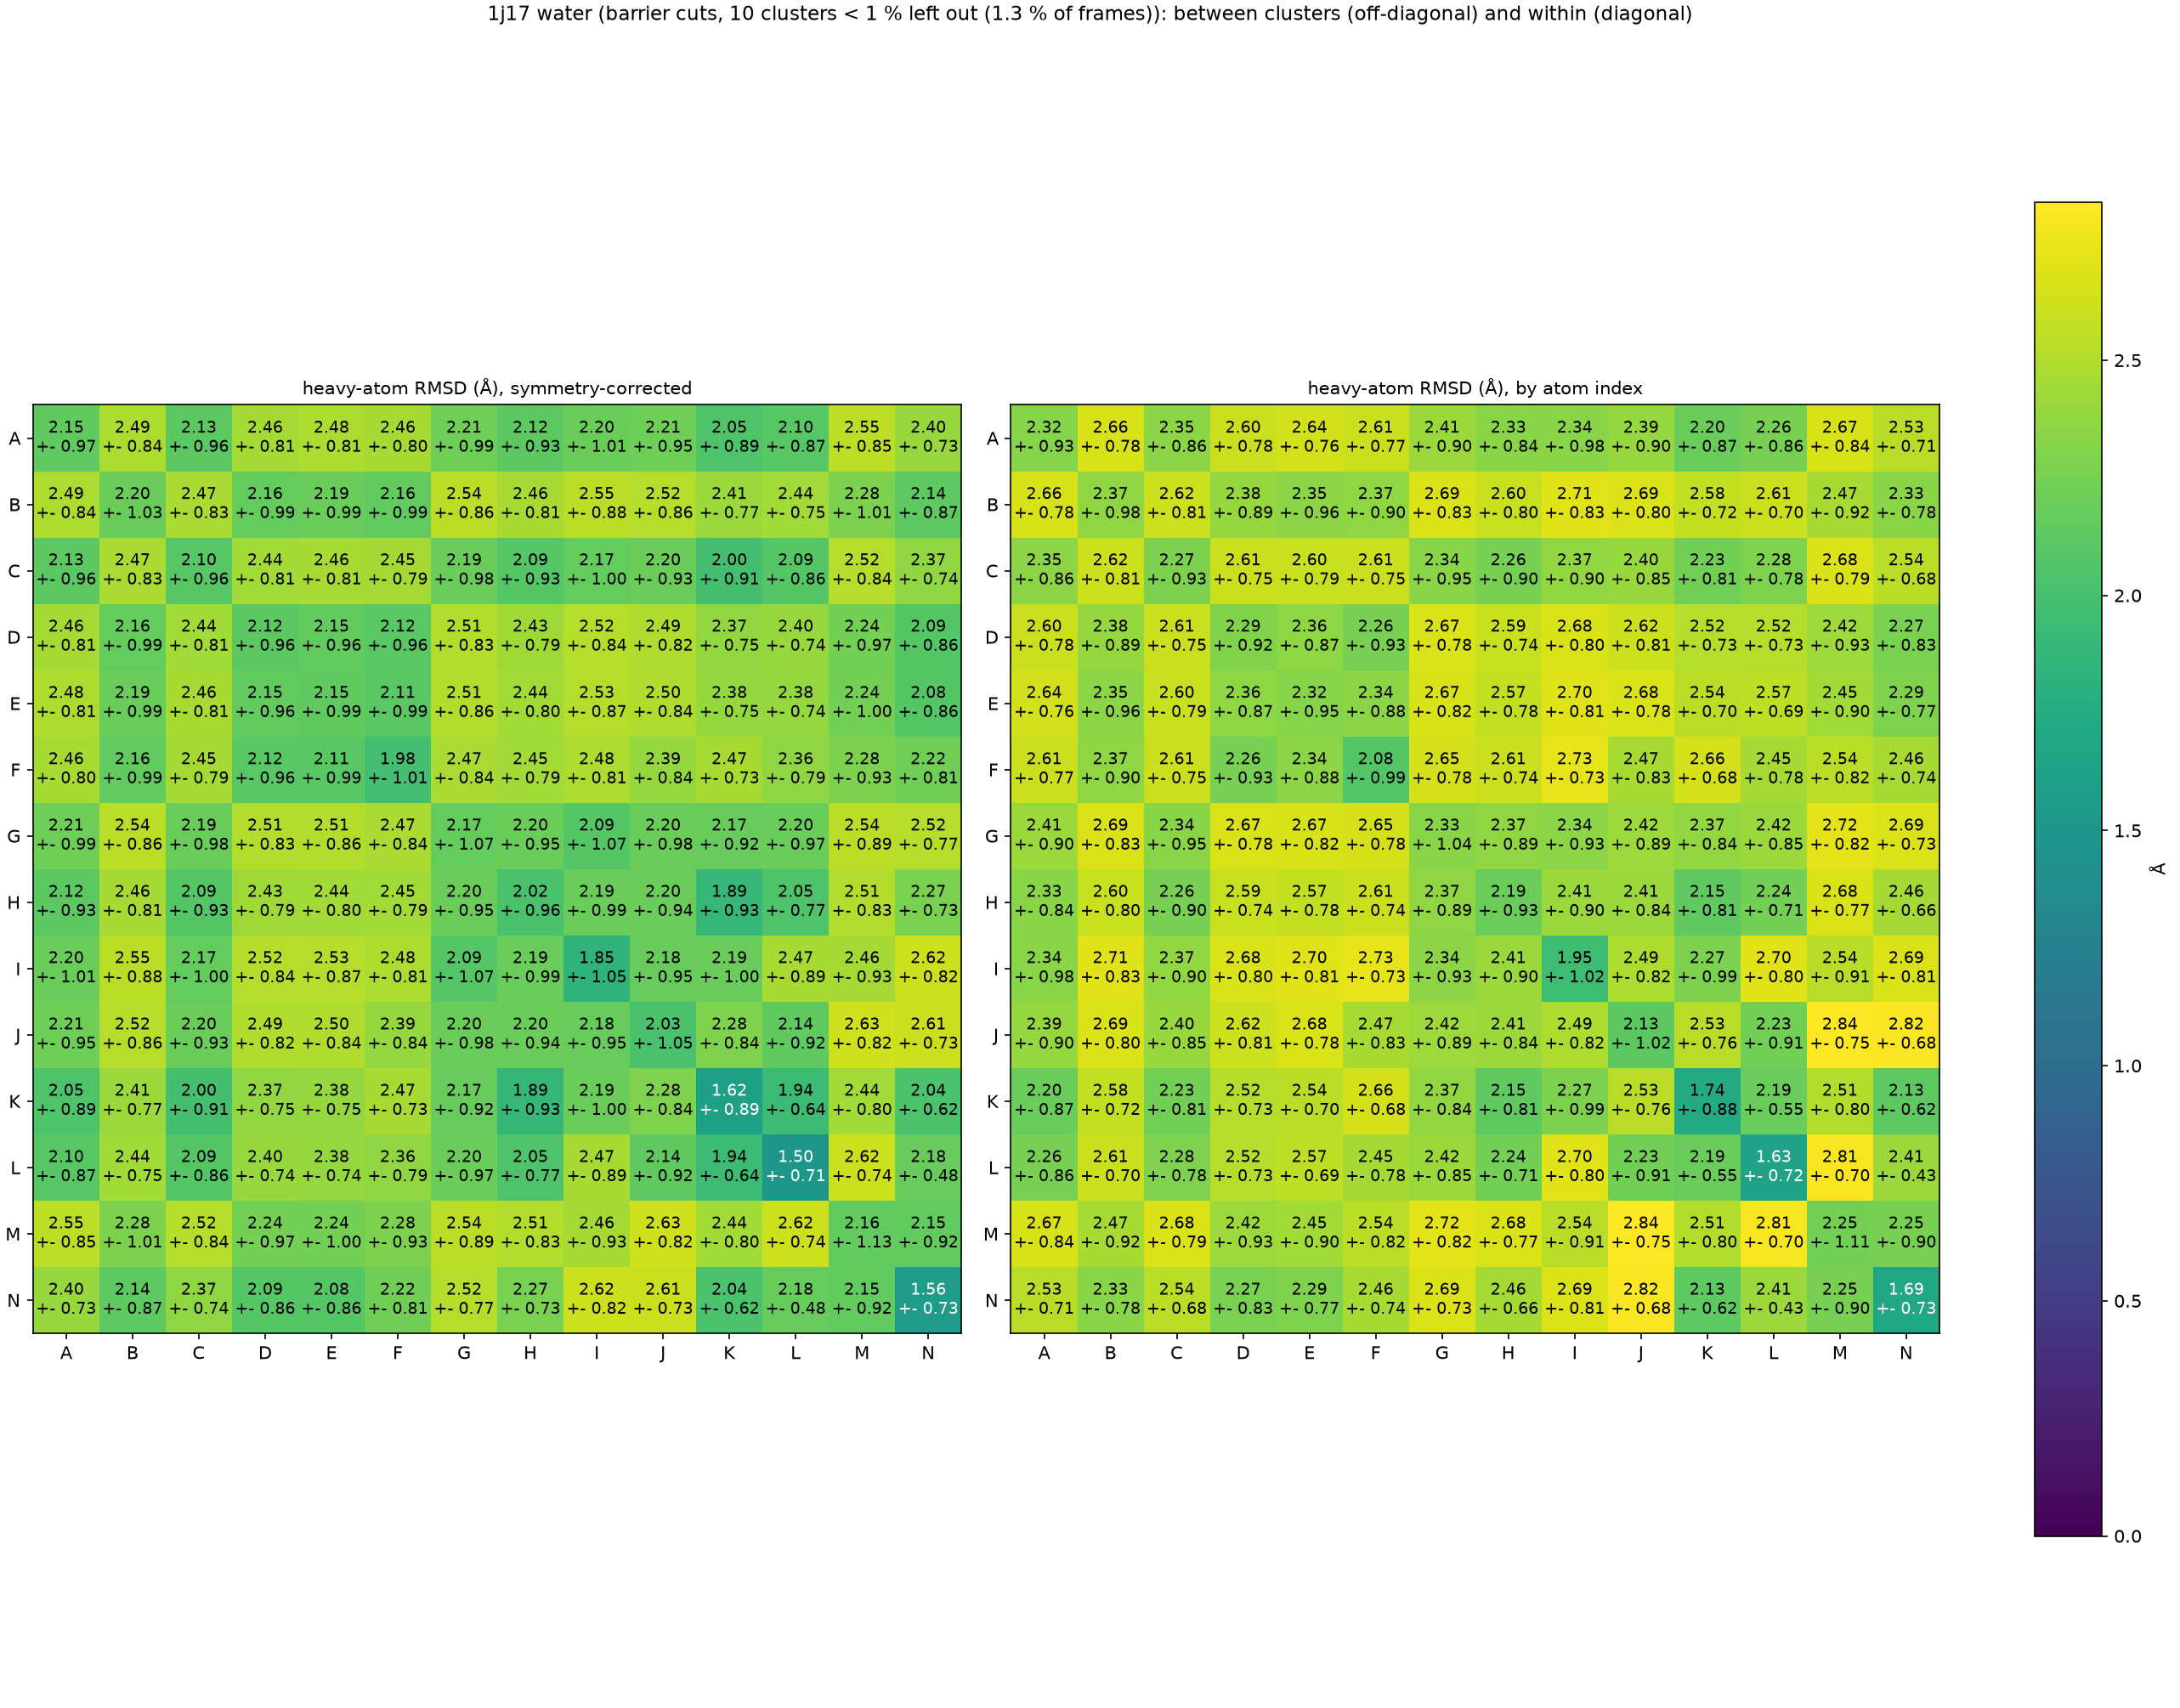 1j17 water (barrier cuts, 10 clusters < 1 % left out (1.3 % of frames)): between clusters (off-diagonal) and within (diagonal)
heavy-atom RMSD (Å), symmetry-corrected
A 2.15 2.49 2.13 2.46 2.48 2.46 2.21 2.12 2.20 2.21 2.05 2.10 2.55 2.40
+- 0.97 +- 0.84 +- 0.96 +- 0.81 +- 0.81 +- 0.80 +- 0.99 +- 0.93 +- 1.01 +- 0.95 +- 0.89 +- 0.87 +- 0.85 +- 0.73
B 2.49 2.20 2.47 2.16 2.19 2.16 2.54 2.46 2.55 2.52 2.41 2.44 2.28 2.14
+- 0.84 +- 1.03 +- 0.83 +- 0.99 +- 0.99 +- 0.99 +- 0.86 +- 0.81 +- 0.88 +- 0.86 +- 0.77 +- 0.75 +- 1.01 +- 0.87
C 2.13 2.47 2.10 2.44 2.46 2.45 2.19 2.09 2.17 2.20 2.00 2.09 2.52 2.37
+- 0.96 +- 0.83 +- 0.96 +- 0.81 +- 0.81 +- 0.79 +- 0.98 +- 0.93 +- 1.00 +- 0.93 +- 0.91 +- 0.86 +- 0.84 +- 0.74
D 2.46 2.16 2.44 2.12 2.15 2.12 2.51 2.43 2.52 2.49 2.37 2.40 2.24 2.09
+- 0.81 +- 0.99 +- 0.81 +- 0.96 +- 0.96 +- 0.96 +- 0.83 +- 0.79 +- 0.84 +- 0.82 +- 0.75 +- 0.74 +- 0.97 +- 0.86
E 2.48 2.19 2.46 2.15 2.15 2.11 2.51 2.44 2.53 2.50 2.38 2.38 2.24 2.08
+- 0.81 +- 0.99 +- 0.81 +- 0.96 +- 0.99 +- 0.99 +- 0.86 +- 0.80 +- 0.87 +- 0.84 +- 0.75 +- 0.74 +- 1.00 +- 0.86
F 2.46 2.16 2.45 2.12 2.11 1.98 2.47 2.45 2.48 2.39 2.47 2.36 2.28 2.22
+- 0.80 +- 0.99 +- 0.79 +- 0.96 +- 0.99 +- 1.01 +- 0.84 +- 0.79 +- 0.81 +- 0.84 +- 0.73 +- 0.79 +- 0.93 +- 0.81
G 2.21 2.54 2.19 2.51 2.51 2.47 2.17 2.20 2.09 2.20 2.17 2.20 2.54 2.52
+- 0.99 +- 0.86 +- 0.98 +- 0.83 +- 0.86 +- 0.84 +- 1.07 +- 0.95 +- 1.07 +- 0.98 +- 0.92 +- 0.97 +- 0.89 +- 0.77
H 2.12 2.46 2.09 2.43 2.44 2.45 2.20 2.02 2.19 2.20 1.89 2.05 2.51 2.27
+- 0.93 +- 0.81 +- 0.93 +- 0.79 +- 0.80 +- 0.79 +- 0.95 +- 0.96 +- 0.99 +- 0.94 +- 0.93 +- 0.77 +- 0.83 +- 0.73
I 2.20 2.55 2.17 2.52 2.53 2.48 2.09 2.19 1.85 2.18 2.19 2.47 2.46 2.62
+- 1.01 +- 0.88 +- 1.00 +- 0.84 +- 0.87 +- 0.81 +- 1.07 +- 0.99 +- 1.05 +- 0.95 +- 1.00 +- 0.89 +- 0.93 +- 0.82
J 2.21 2.52 2.20 2.49 2.50 2.39 2.20 2.20 2.18 2.03 2.28 2.14 2.63 2.61
+- 0.95 +- 0.86 +- 0.93 +- 0.82 +- 0.84 +- 0.84 +- 0.98 +- 0.94 +- 0.95 +- 1.05 +- 0.84 +- 0.92 +- 0.82 +- 0.73
K 2.05 2.41 2.00 2.37 2.38 2.47 2.17 1.89 2.19 2.28 1.62 1.94 2.44 2.04
+- 0.89 +- 0.77 +- 0.91 +- 0.75 +- 0.75 +- 0.73 +- 0.92 +- 0.93 +- 1.00 +- 0.84 +- 0.89 +- 0.64 +- 0.80 +- 0.62
L 2.10 2.44 2.09 2.40 2.38 2.36 2.20 2.05 2.47 2.14 1.94 1.50 2.62 2.18
+- 0.87 +- 0.75 +- 0.86 +- 0.74 +- 0.74 +- 0.79 +- 0.97 +- 0.77 +- 0.89 +- 0.92 +- 0.64 +- 0.71 +- 0.74 +- 0.48
M 2.55 2.28 2.52 2.24 2.24 2.28 2.54 2.51 2.46 2.63 2.44 2.62 2.16 2.15
+- 0.85 +- 1.01 +- 0.84 +- 0.97 +- 1.00 +- 0.93 +- 0.89 +- 0.83 +- 0.93 +- 0.82 +- 0.80 +- 0.74 +- 1.13 +- 0.92
N 2.40 2.14 2.37 2.09 2.08 2.22 2.52 2.27 2.62 2.61 2.04 2.18 2.15 1.56
+- 0.73 +- 0.87 +- 0.74 +- 0.86 +- 0.86 +- 0.81 +- 0.77 +- 0.73 +- 0.82 +- 0.73 +- 0.62 +- 0.48 +- 0.92 +- 0.73
A B C D E F G H I J K L M N
heavy-atom RMSD (Å), by atom index
A 2.32 2.66 2.35 2.60 2.64 2.61 2.41 2.33 2.34 2.39 2.20 2.26 2.67 2.53
+- 0.93 +- 0.78 +- 0.86 +- 0.78 +- 0.76 +- 0.77 +- 0.90 +- 0.84 +- 0.98 +- 0.90 +- 0.87 +- 0.86 +- 0.84 +- 0.71
B 2.66 2.37 2.62 2.38 2.35 2.37 2.69 2.60 2.71 2.69 2.58 2.61 2.47 2.33
+- 0.78 +- 0.98 +- 0.81 +- 0.89 +- 0.96 +- 0.90 +- 0.83 +- 0.80 +- 0.83 +- 0.80 +- 0.72 +- 0.70 +- 0.92 +- 0.78
C 2.35 2.62 2.27 2.61 2.60 2.61 2.34 2.26 2.37 2.40 2.23 2.28 2.68 2.54
+- 0.86 +- 0.81 +- 0.93 +- 0.75 +- 0.79 +- 0.75 +- 0.95 +- 0.90 +- 0.90 +- 0.85 +- 0.81 +- 0.78 +- 0.79 +- 0.68
D 2.60 2.38 2.61 2.29 2.36 2.26 2.67 2.59 2.68 2.62 2.52 2.52 2.42 2.27
+- 0.78 +- 0.89 +- 0.75 +- 0.92 +- 0.87 +- 0.93 +- 0.78 +- 0.74 +- 0.80 +- 0.81 +- 0.73 +- 0.73 +- 0.93 +- 0.83
E 2.64 2.35 2.60 2.36 2.32 2.34 2.67 2.57 2.70 2.68 2.54 2.57 2.45 2.29
+- 0.76 +- 0.96 +- 0.79 +- 0.87 +- 0.95 +- 0.88 +- 0.82 +- 0.78 +- 0.81 +- 0.78 +- 0.70 +- 0.69 +- 0.90 +- 0.77
F 2.61 2.37 2.61 2.26 2.34 2.08 2.65 2.61 2.73 2.47 2.66 2.45 2.54 2.46
+- 0.77 +- 0.90 +- 0.75 +- 0.93 +- 0.88 +- 0.99 +- 0.78 +- 0.74 +- 0.73 +- 0.83 +- 0.68 +- 0.78 +- 0.82 +- 0.74
G 2.41 2.69 2.34 2.67 2.67 2.65 2.33 2.37 2.34 2.42 2.37 2.42 2.72 2.69
+- 0.90 +- 0.83 +- 0.95 +- 0.78 +- 0.82 +- 0.78 +- 1.04 +- 0.89 +- 0.93 +- 0.89 +- 0.84 +- 0.85 +- 0.82 +- 0.73
H 2.33 2.60 2.26 2.59 2.57 2.61 2.37 2.19 2.41 2.41 2.15 2.24 2.68 2.46
+- 0.84 +- 0.80 +- 0.90 +- 0.74 +- 0.78 +- 0.74 +- 0.89 +- 0.93 +- 0.90 +- 0.84 +- 0.81 +- 0.71 +- 0.77 +- 0.66
I 2.34 2.71 2.37 2.68 2.70 2.73 2.34 2.41 1.95 2.49 2.27 2.70 2.54 2.69
+- 0.98 +- 0.83 +- 0.90 +- 0.80 +- 0.81 +- 0.73 +- 0.93 +- 0.90 +- 1.02 +- 0.82 +- 0.99 +- 0.80 +- 0.91 +- 0.81
J 2.39 2.69 2.40 2.62 2.68 2.47 2.42 2.41 2.49 2.13 2.53 2.23 2.84 2.82
+- 0.90 +- 0.80 +- 0.85 +- 0.81 +- 0.78 +- 0.83 +- 0.89 +- 0.84 +- 0.82 +- 1.02 +- 0.76 +- 0.91 +- 0.75 +- 0.68
K 2.20 2.58 2.23 2.52 2.54 2.66 2.37 2.15 2.27 2.53 1.74 2.19 2.51 2.13
+- 0.87 +- 0.72 +- 0.81 +- 0.73 +- 0.70 +- 0.68 +- 0.84 +- 0.81 +- 0.99 +- 0.76 +- 0.88 +- 0.55 +- 0.80 +- 0.62
L 2.26 2.61 2.28 2.52 2.57 2.45 2.42 2.24 2.70 2.23 2.19 1.63 2.81 2.41
+- 0.86 +- 0.70 +- 0.78 +- 0.73 +- 0.69 +- 0.78 +- 0.85 +- 0.71 +- 0.80 +- 0.91 +- 0.55 +- 0.72 +- 0.70 +- 0.43
M 2.67 2.47 2.68 2.42 2.45 2.54 2.72 2.68 2.54 2.84 2.51 2.81 2.25 2.25
+- 0.84 +- 0.92 +- 0.79 +- 0.93 +- 0.90 +- 0.82 +- 0.82 +- 0.77 +- 0.91 +- 0.75 +- 0.80 +- 0.70 +- 1.11 +- 0.90
N 2.53 2.33 2.54 2.27 2.29 2.46 2.69 2.46 2.69 2.82 2.13 2.41 2.25 1.69
+- 0.71 +- 0.78 +- 0.68 +- 0.83 +- 0.77 +- 0.74 +- 0.73 +- 0.66 +- 0.81 +- 0.68 +- 0.62 +- 0.43 +- 0.90 +- 0.73
A B C D E F G H I J K L M N
2.5
2.0
1.5
1.0
0.5
0.0
Å